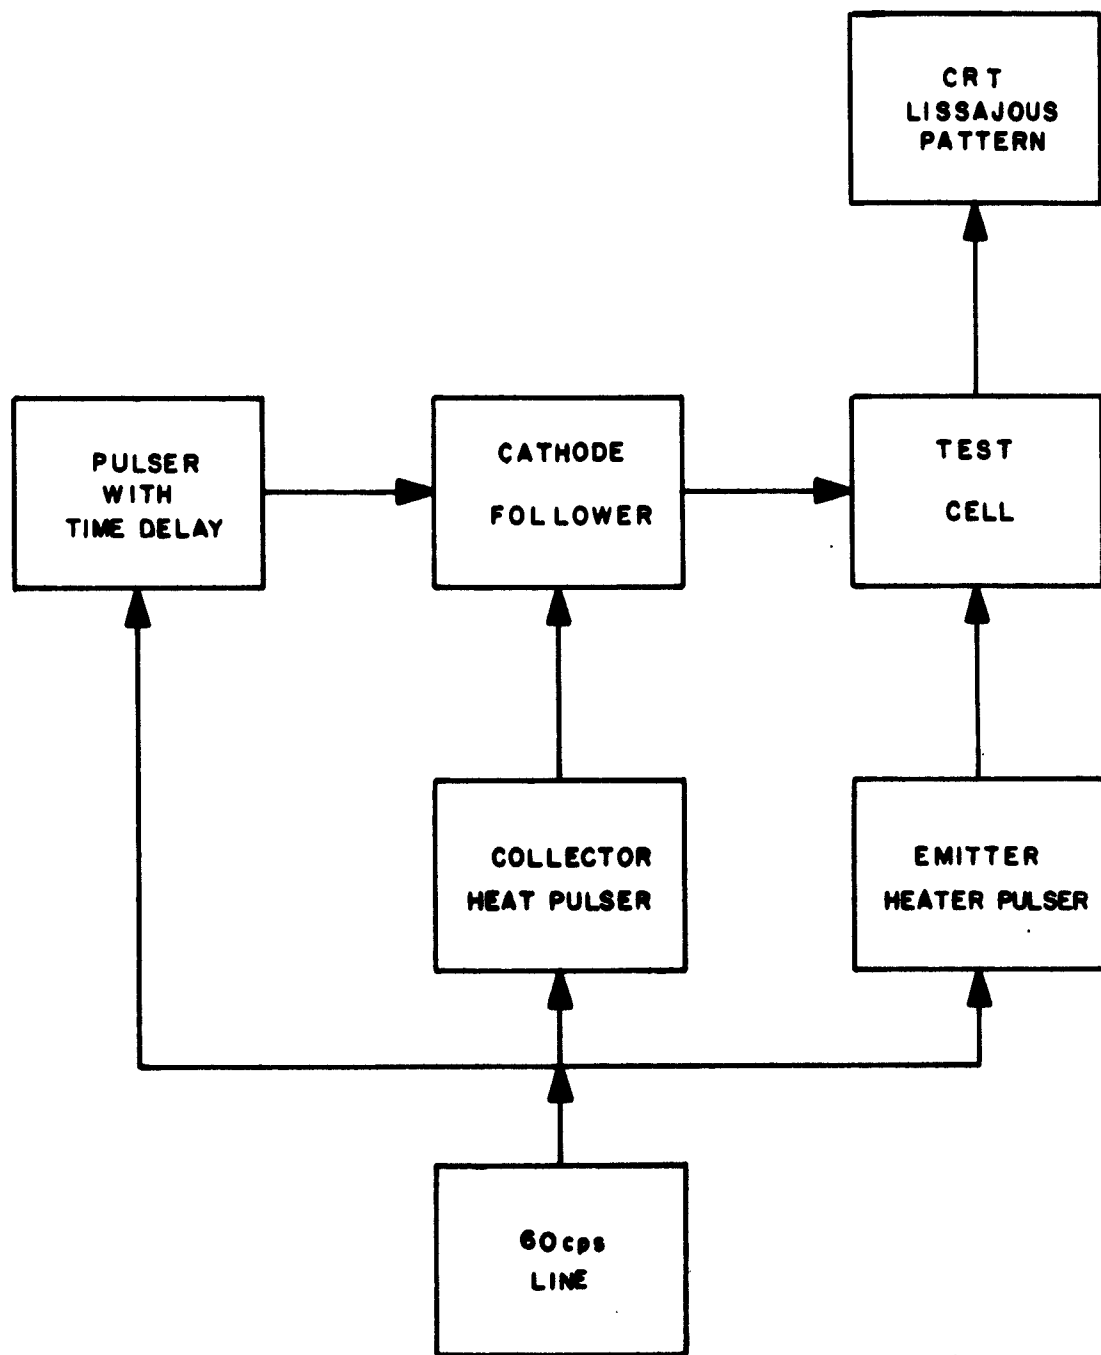 CRT
LISSAJOUS
PATTERN
PULSER
WITH
TIME DELAY
CATHODE
FOLLOWER
TEST
CELL
COLLECTOR
HEAT PULSER
EMITTER
HEATER PULSER
60cps
LINE